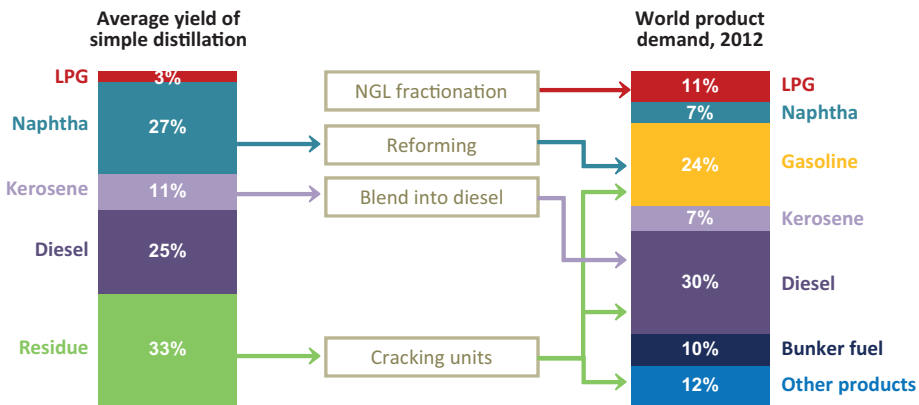 Average yield of
simple distillation
World product
demand, 2012
LPG
3%
NGL fractionation
11%
LPG
Naphtha
27%
Reforming
7%
Naphtha
24%
Gasoline
Kerosene
11%
Blend into diesel
7%
Kerosene
Diesel
25%
30%
Diesel
Residue
33%
Cracking units
10%
Bunker fuel
12%
Other products